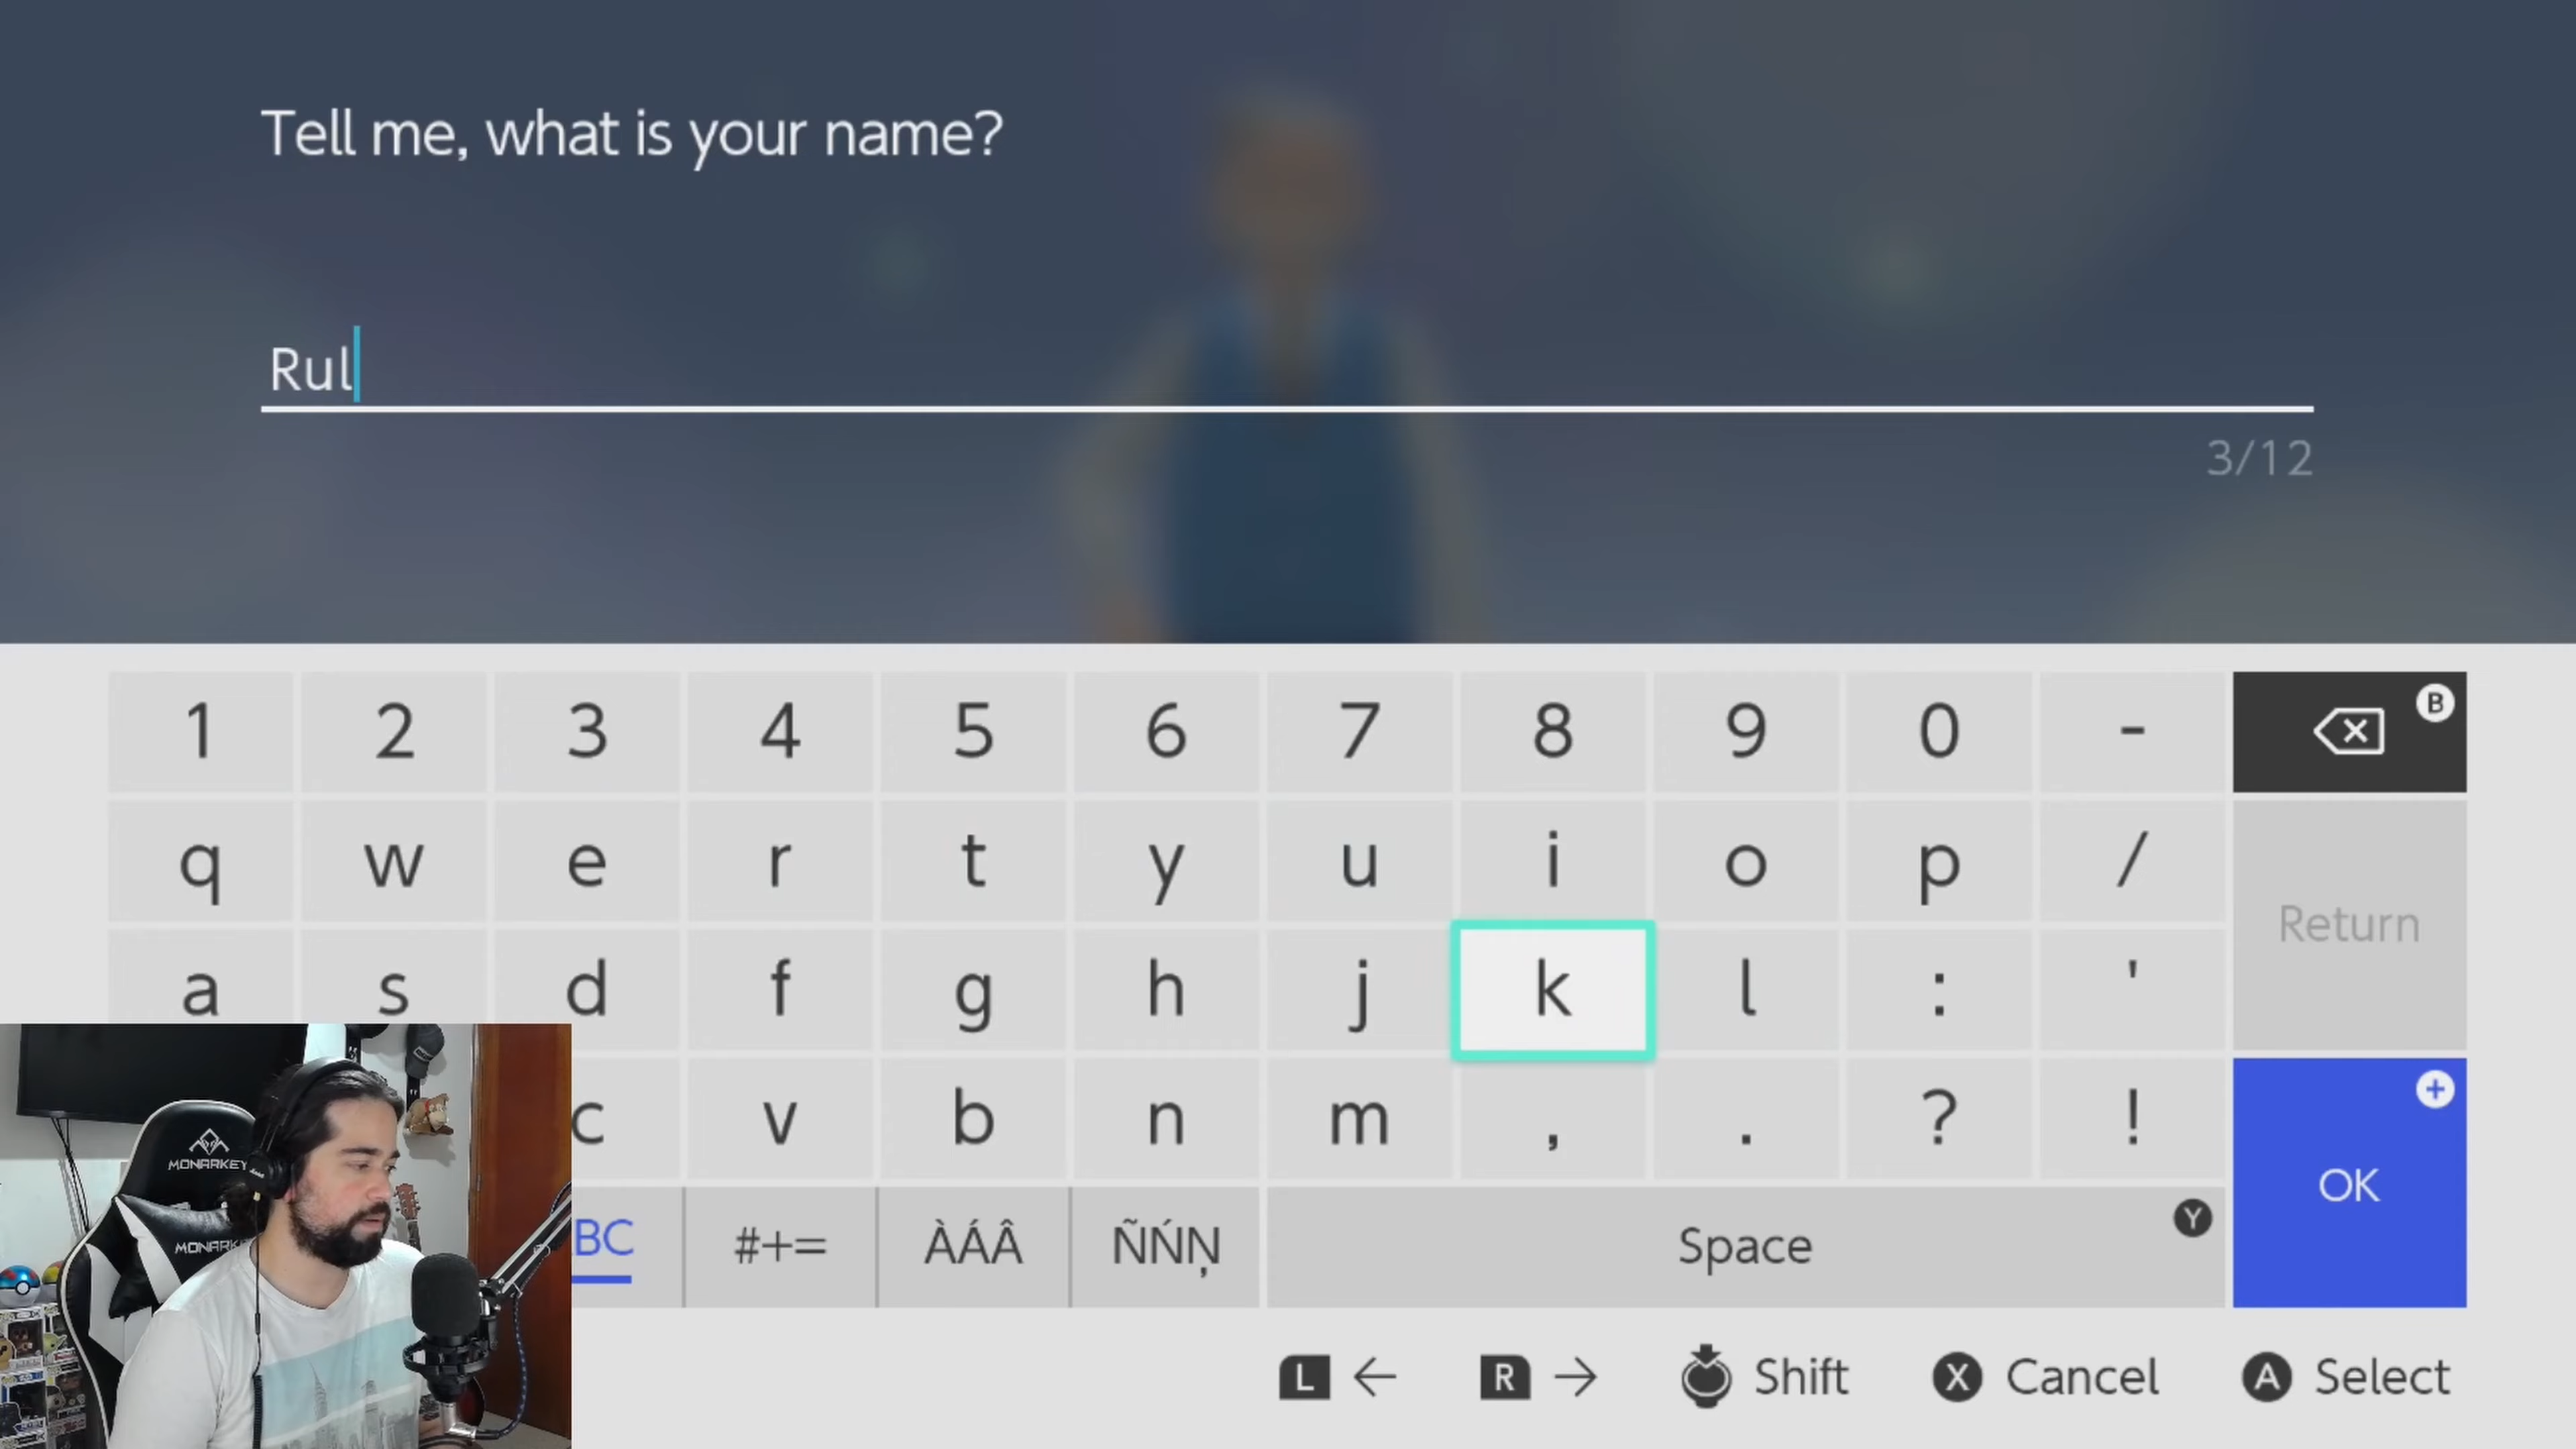 Tell me, what is your name?
Rul
3/12
1 2 3 4 5 6 7 8 9 0 - B
q w e r t y u i o p /
Return
a s d f g h j k l : '
c v b n m , . ? ! +
OK
BC #+= ÀÁÂ ÑŃŅ Space Y
L ← R → Shift X Cancel A Select
MONARKEY